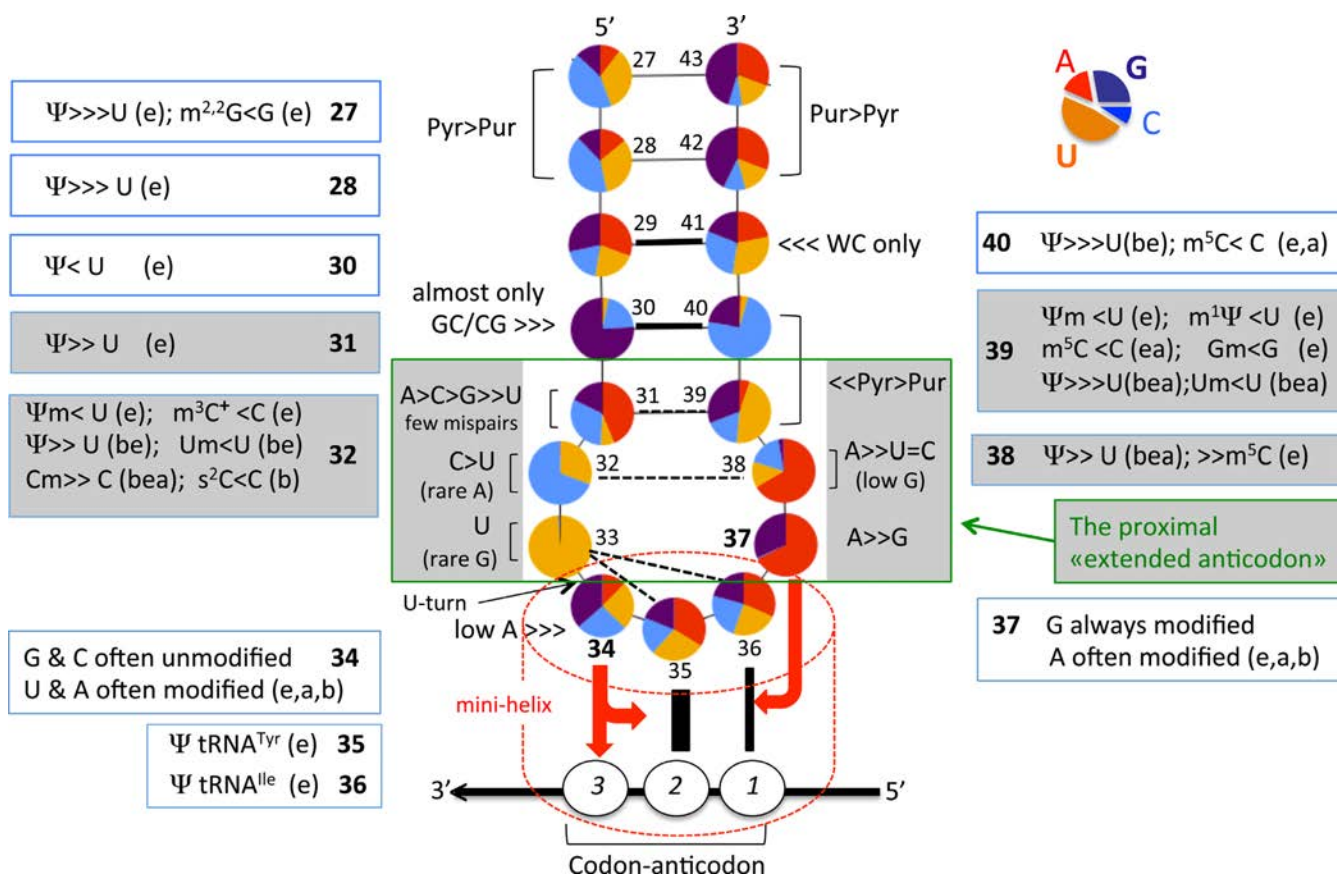 5’ 3’
27 43
28 42
29 41
30 40
31 39
32 38
33 37
34 35 36
Pyr>Pur
Pur>Pyr
A G C U
<<< WC only
almost only
GC/CG >>>
A>C>G>>U
few mispairs
<<Pyr>Pur
C>U
(rare A)
A>>U=C
(low G)
U
(rare G)
A>>G
U-turn
low A >>>
mini-helix
3’ 3 2 1 5’
Codon-anticodon
Ψ>>>U (e); m²,²G<G (e) 27
Ψ>>> U (e) 28
Ψ< U (e) 30
Ψ>> U (e) 31
Ψm< U (e); m³C⁺ <C (e)
Ψ>> U (be); Um<U (be) 32
Cm>> C (bea); s²C<C (b)
G & C often unmodified 34
U & A often modified (e,a,b)
Ψ tRNAᵀʸʳ (e) 35
Ψ tRNAᴵˡᵉ (e) 36
40 Ψ>>>U(be); m⁵C< C (e,a)
Ψm <U (e); m¹Ψ <U (e)
39 m⁵C <C (ea); Gm<G (e)
Ψ>>>U(bea);Um<U (bea)
38 Ψ>> U (bea); >>m⁵C (e)
The proximal
«extended anticodon»
37 G always modified
A often modified (e,a,b)